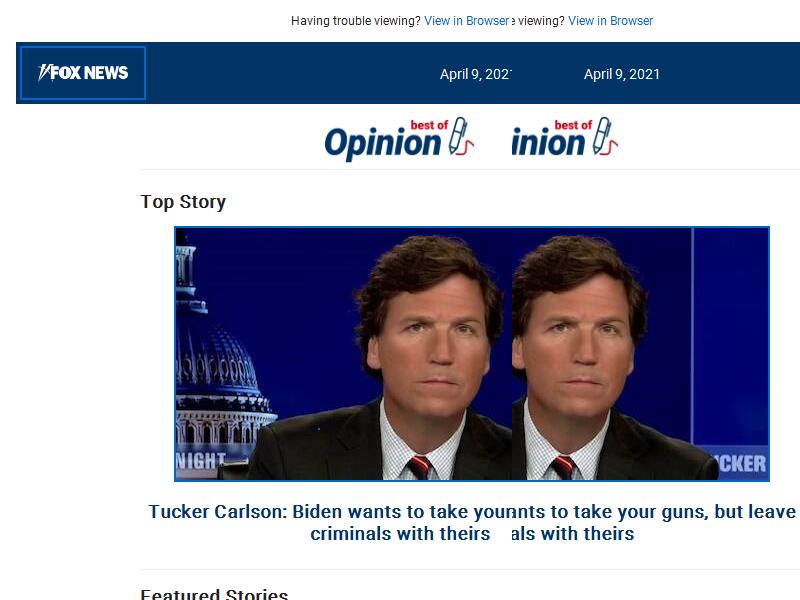 Having trouble viewing? View in Browser e viewing? View in Browser
FOX NEWS
April 9, 202 April 9, 2021
best of best of
Opinion inion
Top Story
NIGHT CKER
Tucker Carlson: Biden wants to take younnts to take your guns, but leave
criminals with theirs als with theirs
Featured Stories